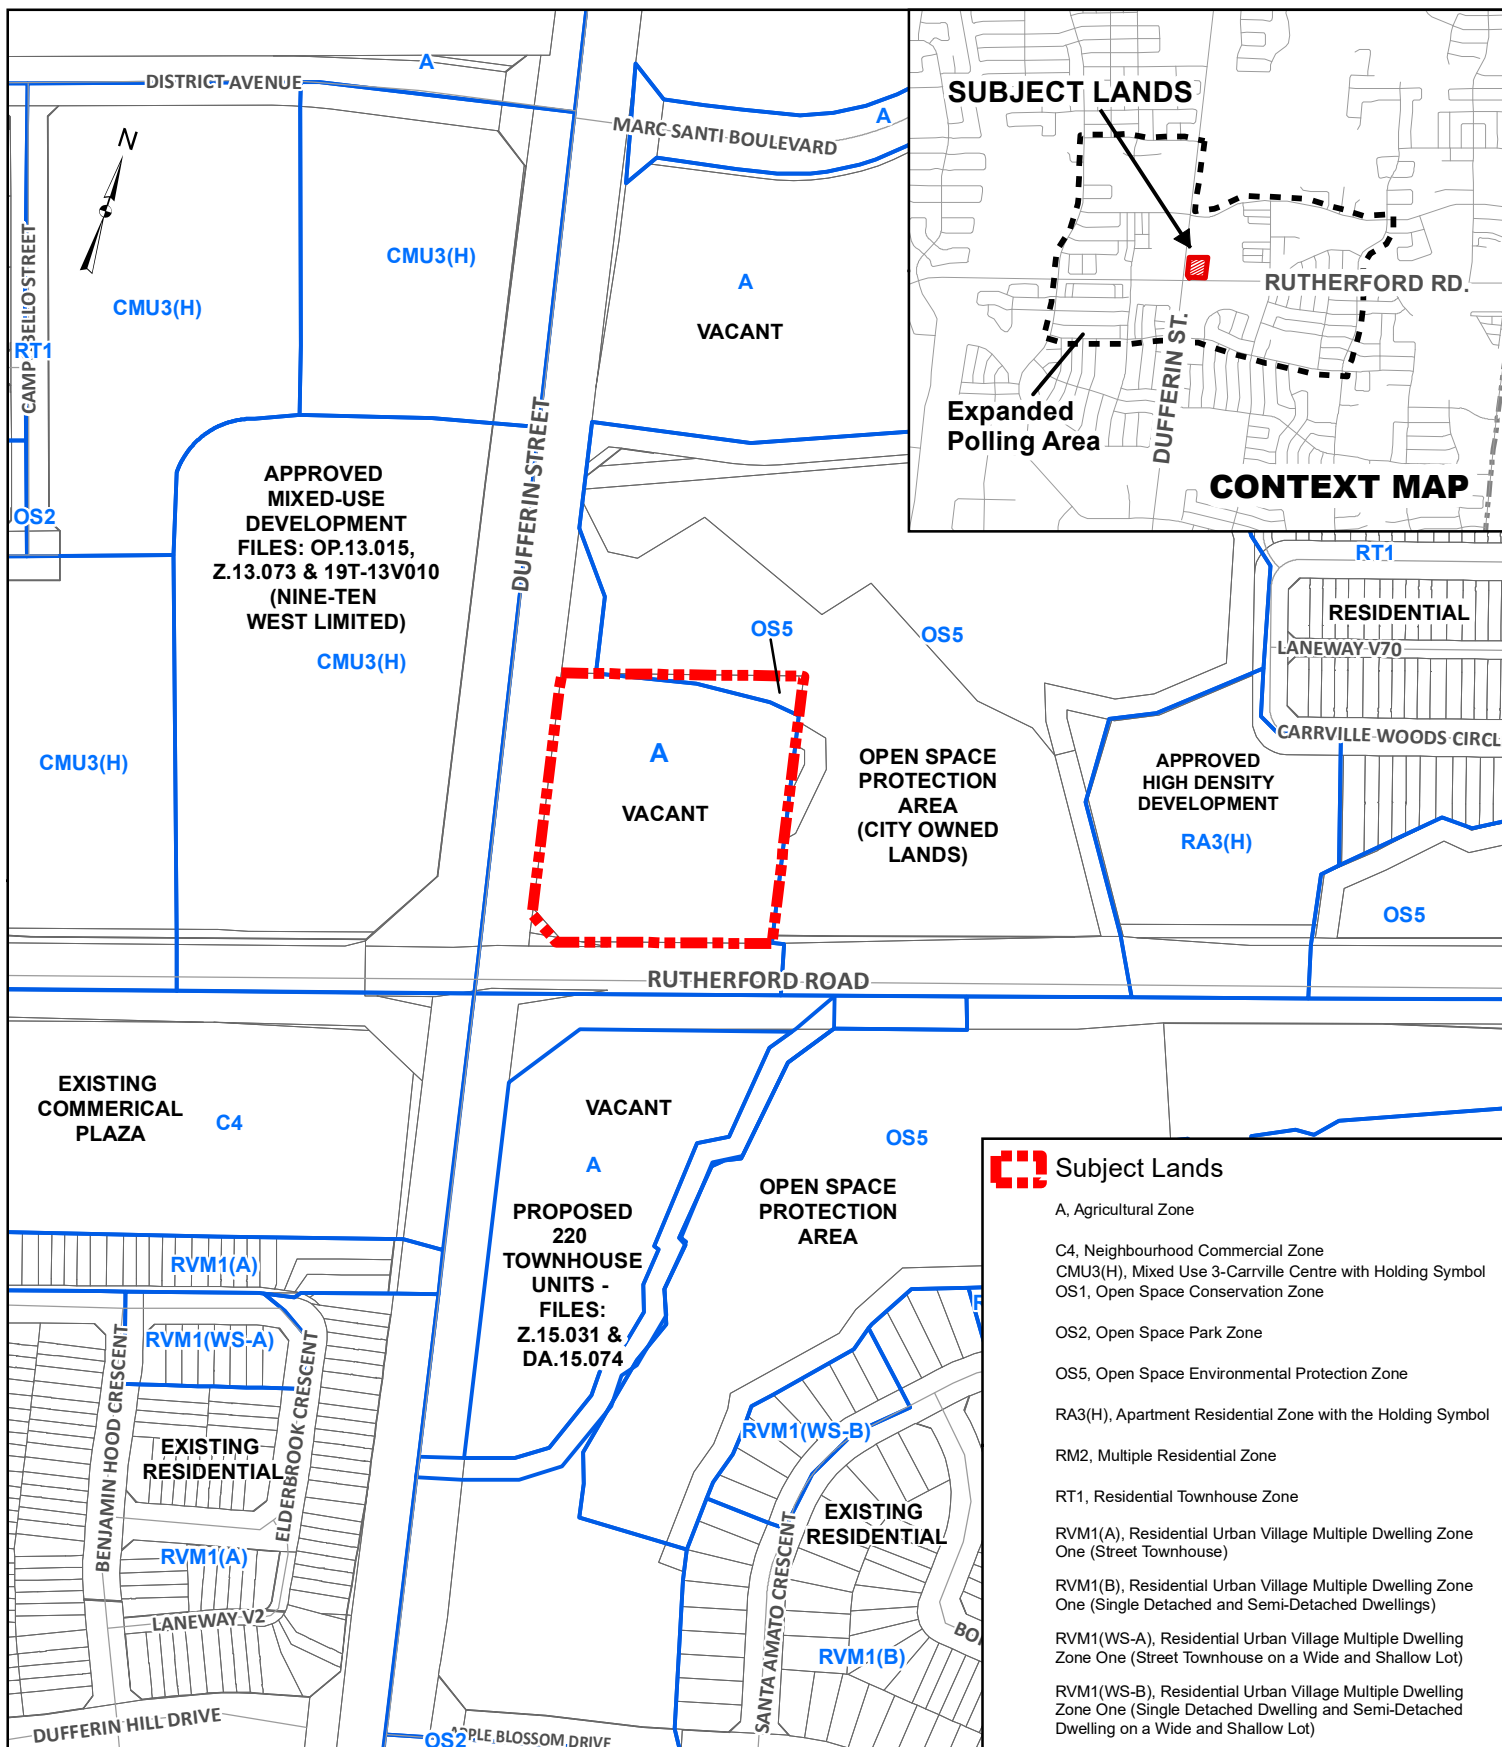 A
DISTRICT AVENUE
N
MARC SANTI BOULEVARD
A
CAMPBELLO STREET
CMU3(H)
CMU3(H)
A
VACANT
RT1
OS2
APPROVED
MIXED-USE
DEVELOPMENT
FILES: OP.13.015,
Z.13.073 & 19T-13V010
(NINE-TEN
WEST LIMITED)
CMU3(H)
CMU3(H)
DUFFERIN STREET
SUBJECT LANDS
RUTHERFORD RD.
DUFFERIN ST.
Expanded
Polling Area
CONTEXT MAP
OS5
OS5
RT1
RESIDENTIAL
LANEWAY V70
CARRVILLE WOODS CIRCL
A
VACANT
OPEN SPACE
PROTECTION
AREA
(CITY OWNED
LANDS)
APPROVED
HIGH DENSITY
DEVELOPMENT
RA3(H)
OS5
RUTHERFORD ROAD
EXISTING
COMMERICAL
PLAZA
C4
VACANT
A
PROPOSED
220
TOWNHOUSE
UNITS -
FILES:
Z.15.031 &
DA.15.074
OS5
OPEN SPACE
PROTECTION
AREA
RVM1(A)
RVM1(WS-A)
BENJAMIN HOOD CRESCENT
ELDERBROOK CRESCENT
EXISTING
RESIDENTIAL
RVM1(A)
LANEWAY V2
DUFFERIN HILL DRIVE
OS2
APPLE BLOSSOM DRIVE
RVM1(WS-B)
EXISTING
RESIDENTIAL
SANTA AMATO CRESCENT
RVM1(B)
Subject Lands
A, Agricultural Zone
C4, Neighbourhood Commercial Zone
CMU3(H), Mixed Use 3-Carrville Centre with Holding Symbol
OS1, Open Space Conservation Zone
OS2, Open Space Park Zone
OS5, Open Space Environmental Protection Zone
RA3(H), Apartment Residential Zone with the Holding Symbol
RM2, Multiple Residential Zone
RT1, Residential Townhouse Zone
RVM1(A), Residential Urban Village Multiple Dwelling Zone
One (Street Townhouse)
RVM1(B), Residential Urban Village Multiple Dwelling Zone
One (Single Detached and Semi-Detached Dwellings)
RVM1(WS-A), Residential Urban Village Multiple Dwelling
Zone One (Street Townhouse on a Wide and Shallow Lot)
RVM1(WS-B), Residential Urban Village Multiple Dwelling
Zone One (Single Detached Dwelling and Semi-Detached
Dwelling on a Wide and Shallow Lot)